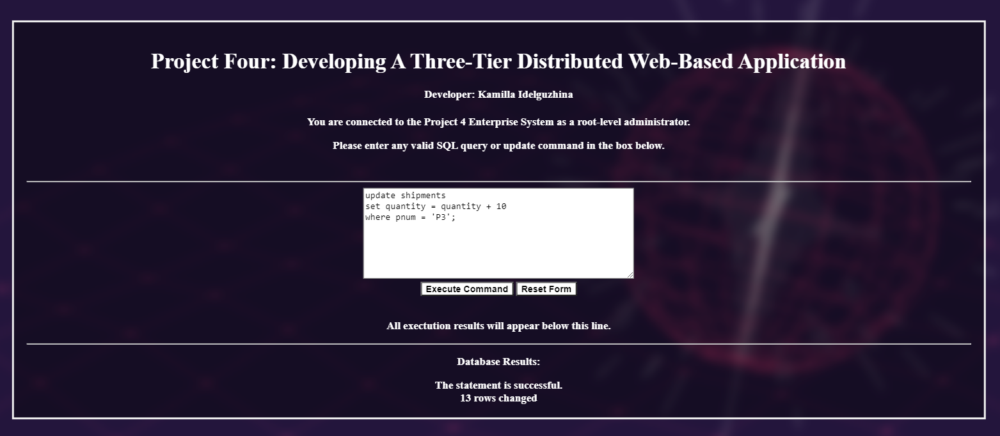 Project Four: Developing A Three-Tier Distributed Web-Based Application
Developer: Kamilla Idelguzhina
You are connected to the Project 4 Enterprise System as a root-level administrator.
Please enter any valid SQL query or update command in the box below.
update shipments
set quantity = quantity + 10
where pnum = 'P3';
Execute Command Reset Form
All exectution results will appear below this line.
Database Results:
The statement is successful.
13 rows changed